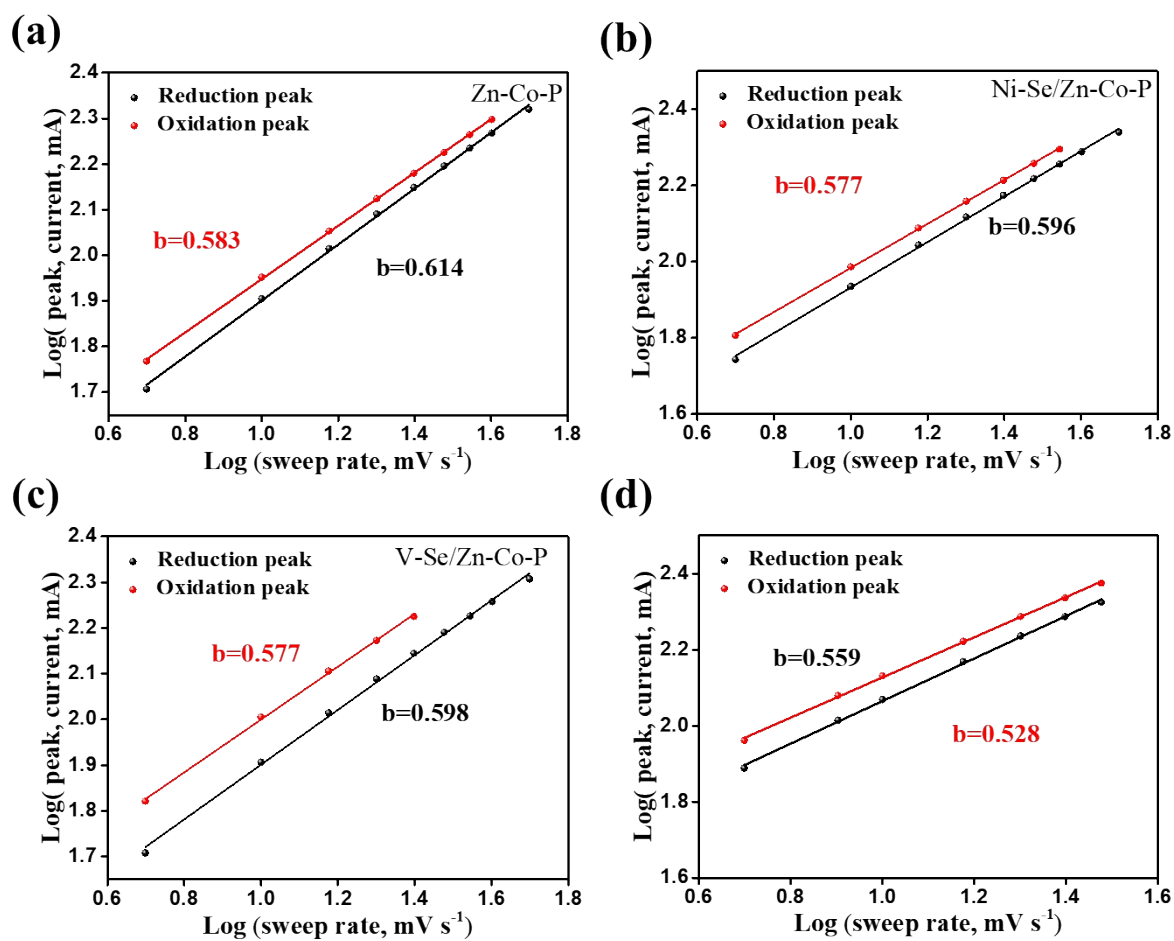 (a)
Reduction peak
Oxidation peak
Zn-Co-P
b=0.583
b=0.614
Log( peak, current, mA)
2.4
2.3
2.2
2.1
2.0
1.9
1.8
1.7
0.6 0.8 1.0 1.2 1.4 1.6 1.8
Log (sweep rate, mV s-1)
(b)
Reduction peak
Oxidation peak
Ni-Se/Zn-Co-P
b=0.577
b=0.596
Log( peak, current, mA)
2.4
2.2
2.0
1.8
1.6
0.6 0.8 1.0 1.2 1.4 1.6 1.8
Log (sweep rate, mV s-1)
(c)
Reduction peak
Oxidation peak
V-Se/Zn-Co-P
b=0.577
b=0.598
Log( peak, current, mA)
2.4
2.3
2.2
2.1
2.0
1.9
1.8
1.7
0.6 0.8 1.0 1.2 1.4 1.6 1.8
Log (sweep rate, mV s-1)
(d)
Reduction peak
Oxidation peak
b=0.559
b=0.528
Log( peak, current, mA)
2.4
2.2
2.0
1.8
1.6
0.6 0.8 1.0 1.2 1.4 1.6
Log (sweep rate, mV s-1)